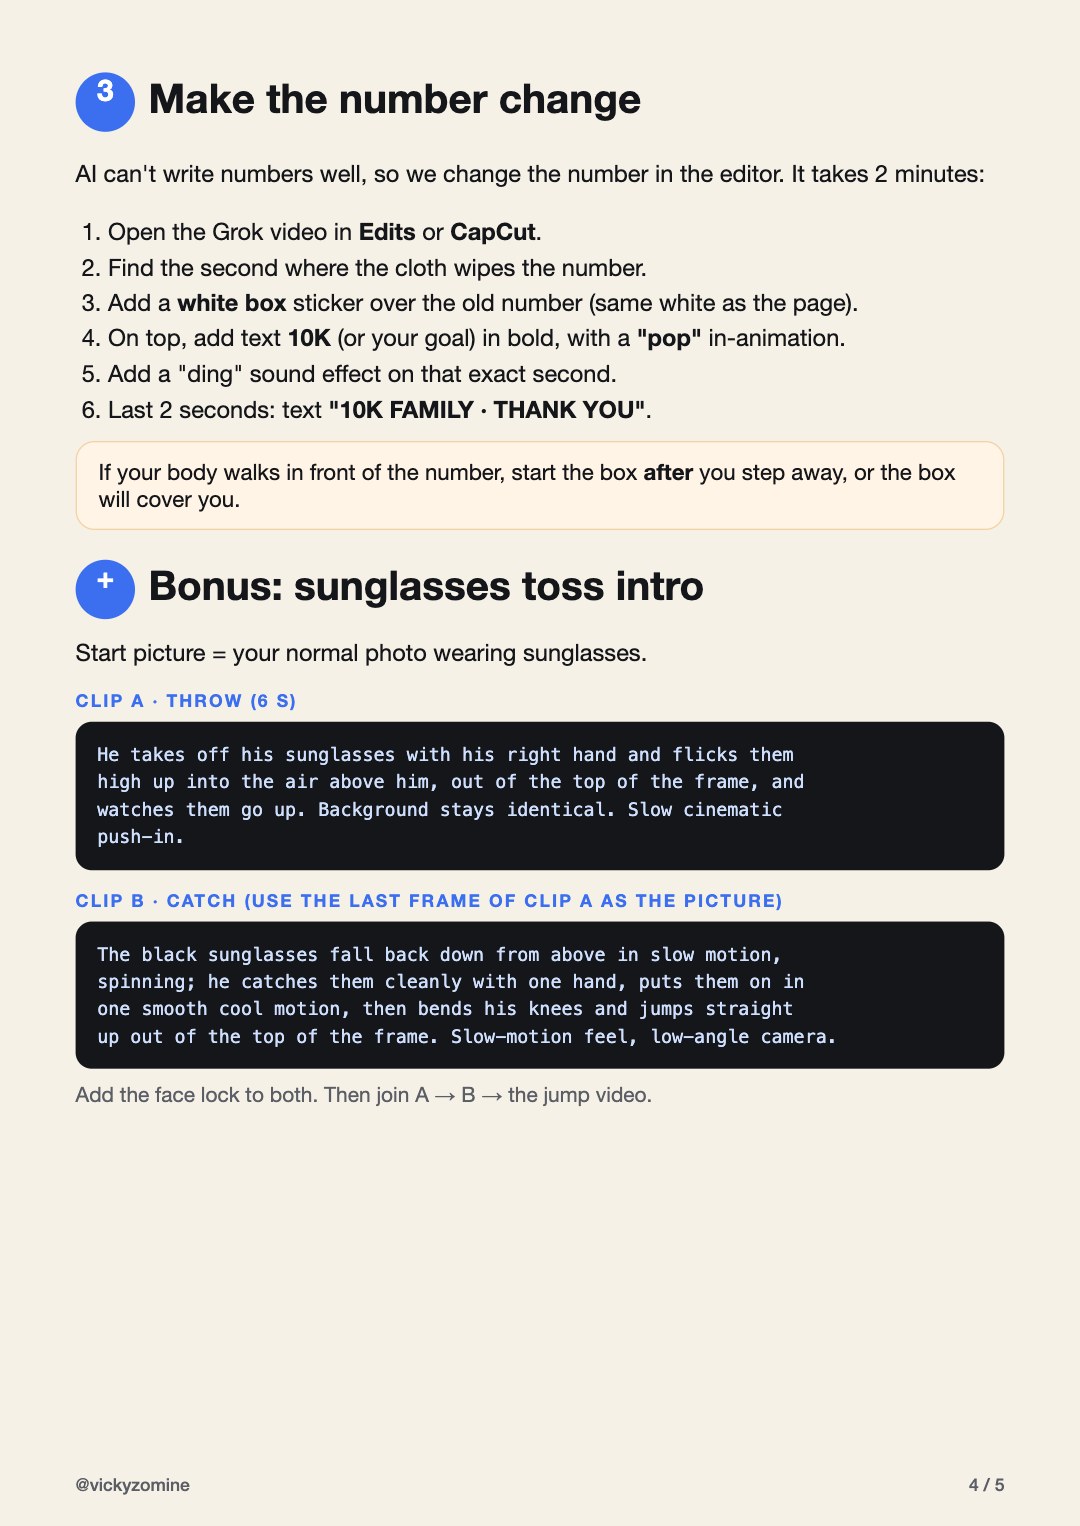 3 Make the number change
AI can't write numbers well, so we change the number in the editor. It takes 2 minutes:
1. Open the Grok video in Edits or CapCut.
2. Find the second where the cloth wipes the number.
3. Add a white box sticker over the old number (same white as the page).
4. On top, add text 10K (or your goal) in bold, with a "pop" in-animation.
5. Add a "ding" sound effect on that exact second.
6. Last 2 seconds: text "10K FAMILY · THANK YOU".
If your body walks in front of the number, start the box after you step away, or the box
will cover you.
+ Bonus: sunglasses toss intro
Start picture = your normal photo wearing sunglasses.
CLIP A · THROW (6 S)
He takes off his sunglasses with his right hand and flicks them
high up into the air above him, out of the top of the frame, and
watches them go up. Background stays identical. Slow cinematic
push-in.
CLIP B · CATCH (USE THE LAST FRAME OF CLIP A AS THE PICTURE)
The black sunglasses fall back down from above in slow motion,
spinning; he catches them cleanly with one hand, puts them on in
one smooth cool motion, then bends his knees and jumps straight
up out of the top of the frame. Slow-motion feel, low-angle camera.
Add the face lock to both. Then join A → B → the jump video.
@vickyzomine
4 / 5